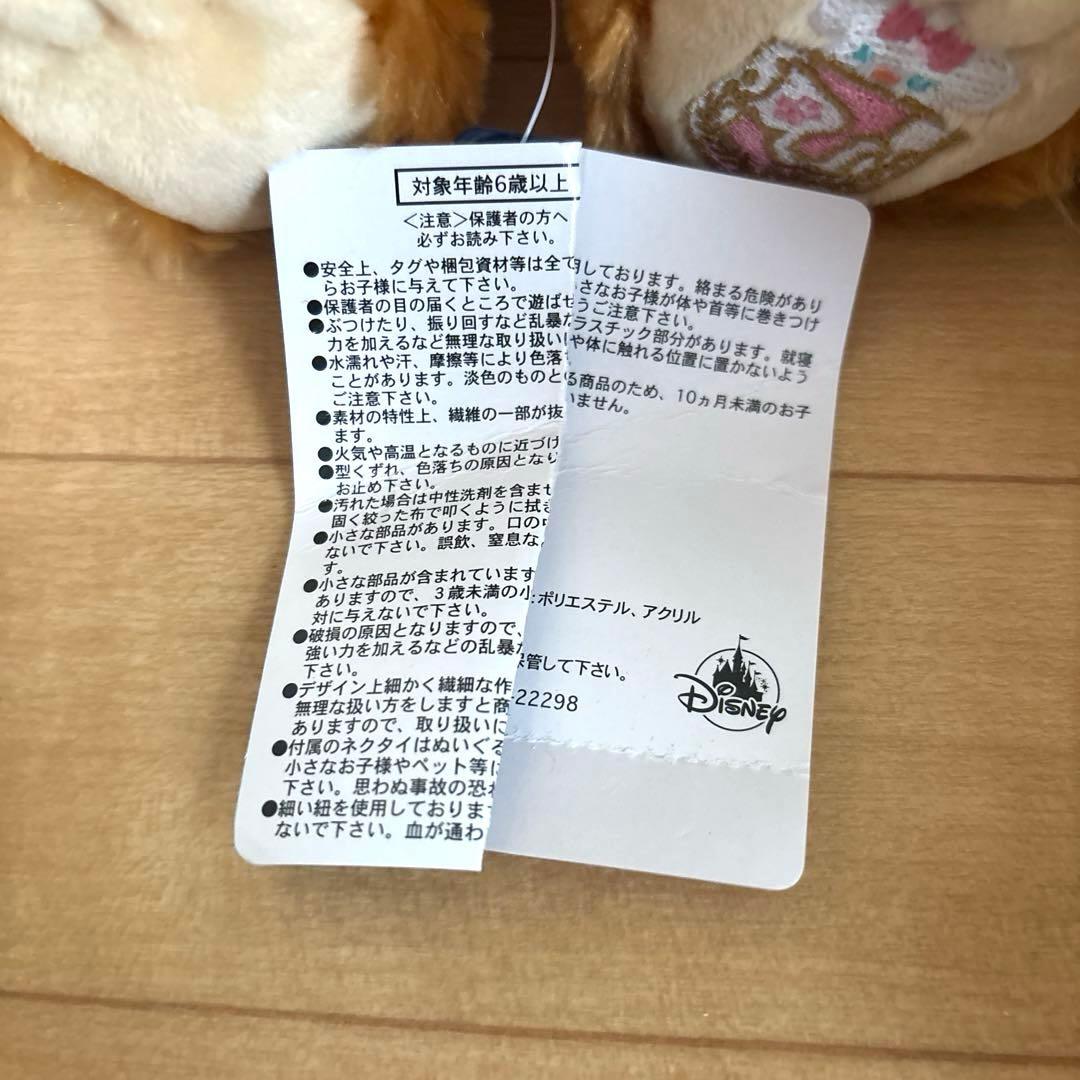 対象年齢6歳以上
<注意>保護者の方へ
必ずお読み下さい。
●安全上、タグや梱包資材等は全て
らお子様に与えて下さい。
●保護者の目の届くところで遊ばせ
●ぶつけたり、振り回すなど乱暴な
力を加えるなど無理な取り扱い
●水濡れや汗、摩擦等により色落ち
ことがあります。淡色のものと
ご注意下さい。
●素材の特性上、繊維の一部が抜
ます。
●火気や高温となるものに近づけ
●型くずれ、色落ちの原因となり
お止め下さい。
●汚れた場合は中性洗剤を含ませ
固く絞った布で叩くように拭き
●小さな部品があります。口の中
ないで下さい。誤飲、窒息な
す。
●小さな部品が含まれています
ありますので、3歳未満の小
対に与えないで下さい。
●破損の原因となりますので、
強い力を加えるなどの乱暴な
下さい。
●デザイン上細かく繊細な作
無理な扱い方をしますと商
ありますので、取り扱いに
●付属のネクタイはぬいぐる
小さなお子様やペット等に
下さい。思わぬ事故の恐れ
●細い紐を使用しておりま
ないで下さい。血が通わ
用しております。絡まる危険があり
小さなお子様が体や首等に巻きつけ
うご注意下さい。
ラスチック部分があります。就寝
や体に触れる位置に置かないよう
る商品のため、10ヵ月未満のお子
いません。
:ポリエステル、アクリル
保管して下さい。
-22298
DISNEY